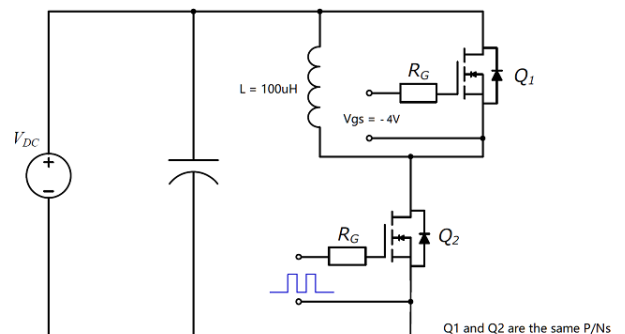 R_G
Q_1
L = 100uH
Vgs = - 4V
V_DC
+
−
R_G
Q_2
Q1 and Q2 are the same P/Ns